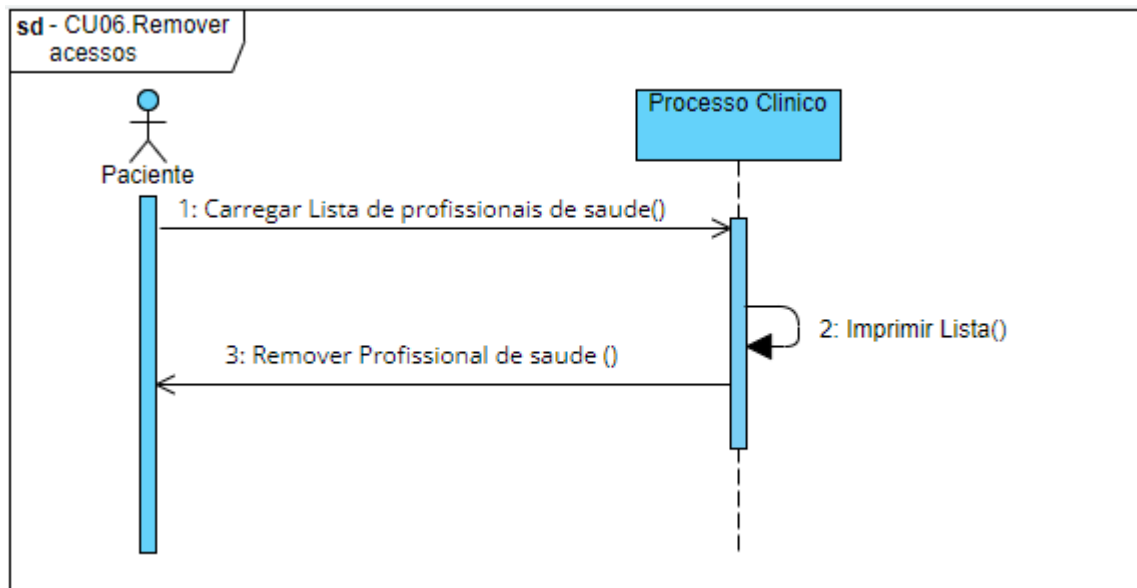 sd - CU06.Remover
acessos
Processo Clinico
Paciente
1: Carregar Lista de profissionais de saude()
2: Imprimir Lista()
3: Remover Profissional de saude ()